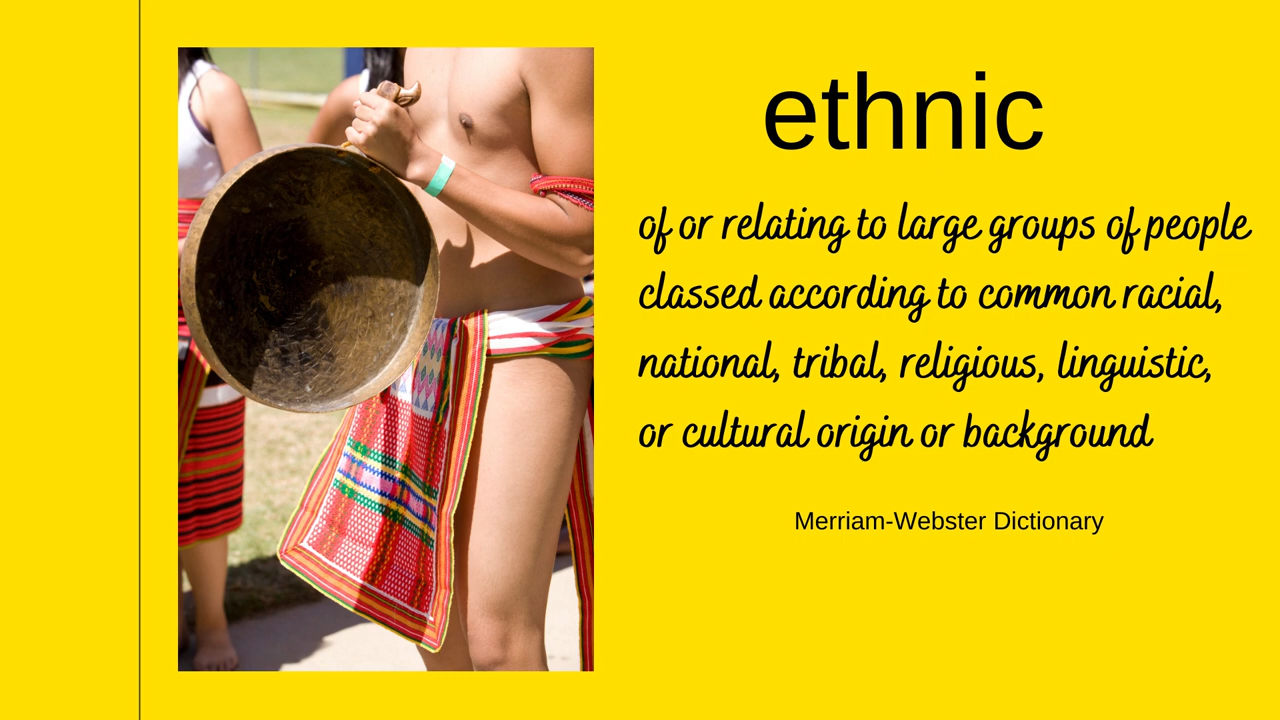 ethnic
of or relating to large groups of people
classed according to common racial,
national, tribal, religious, linguistic,
or cultural origin or background
Merriam-Webster Dictionary